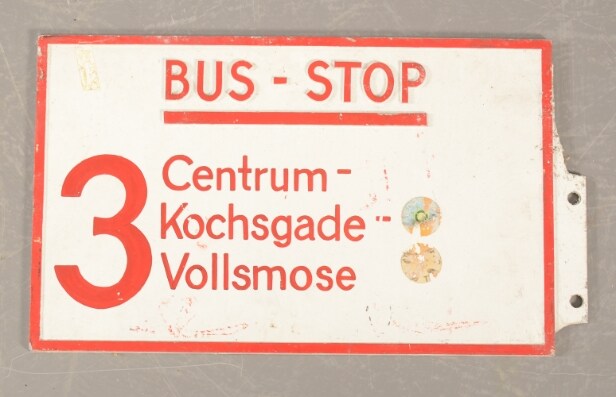 BUS - STOP
3 Centrum -
Kochsgade -
Vollsmose